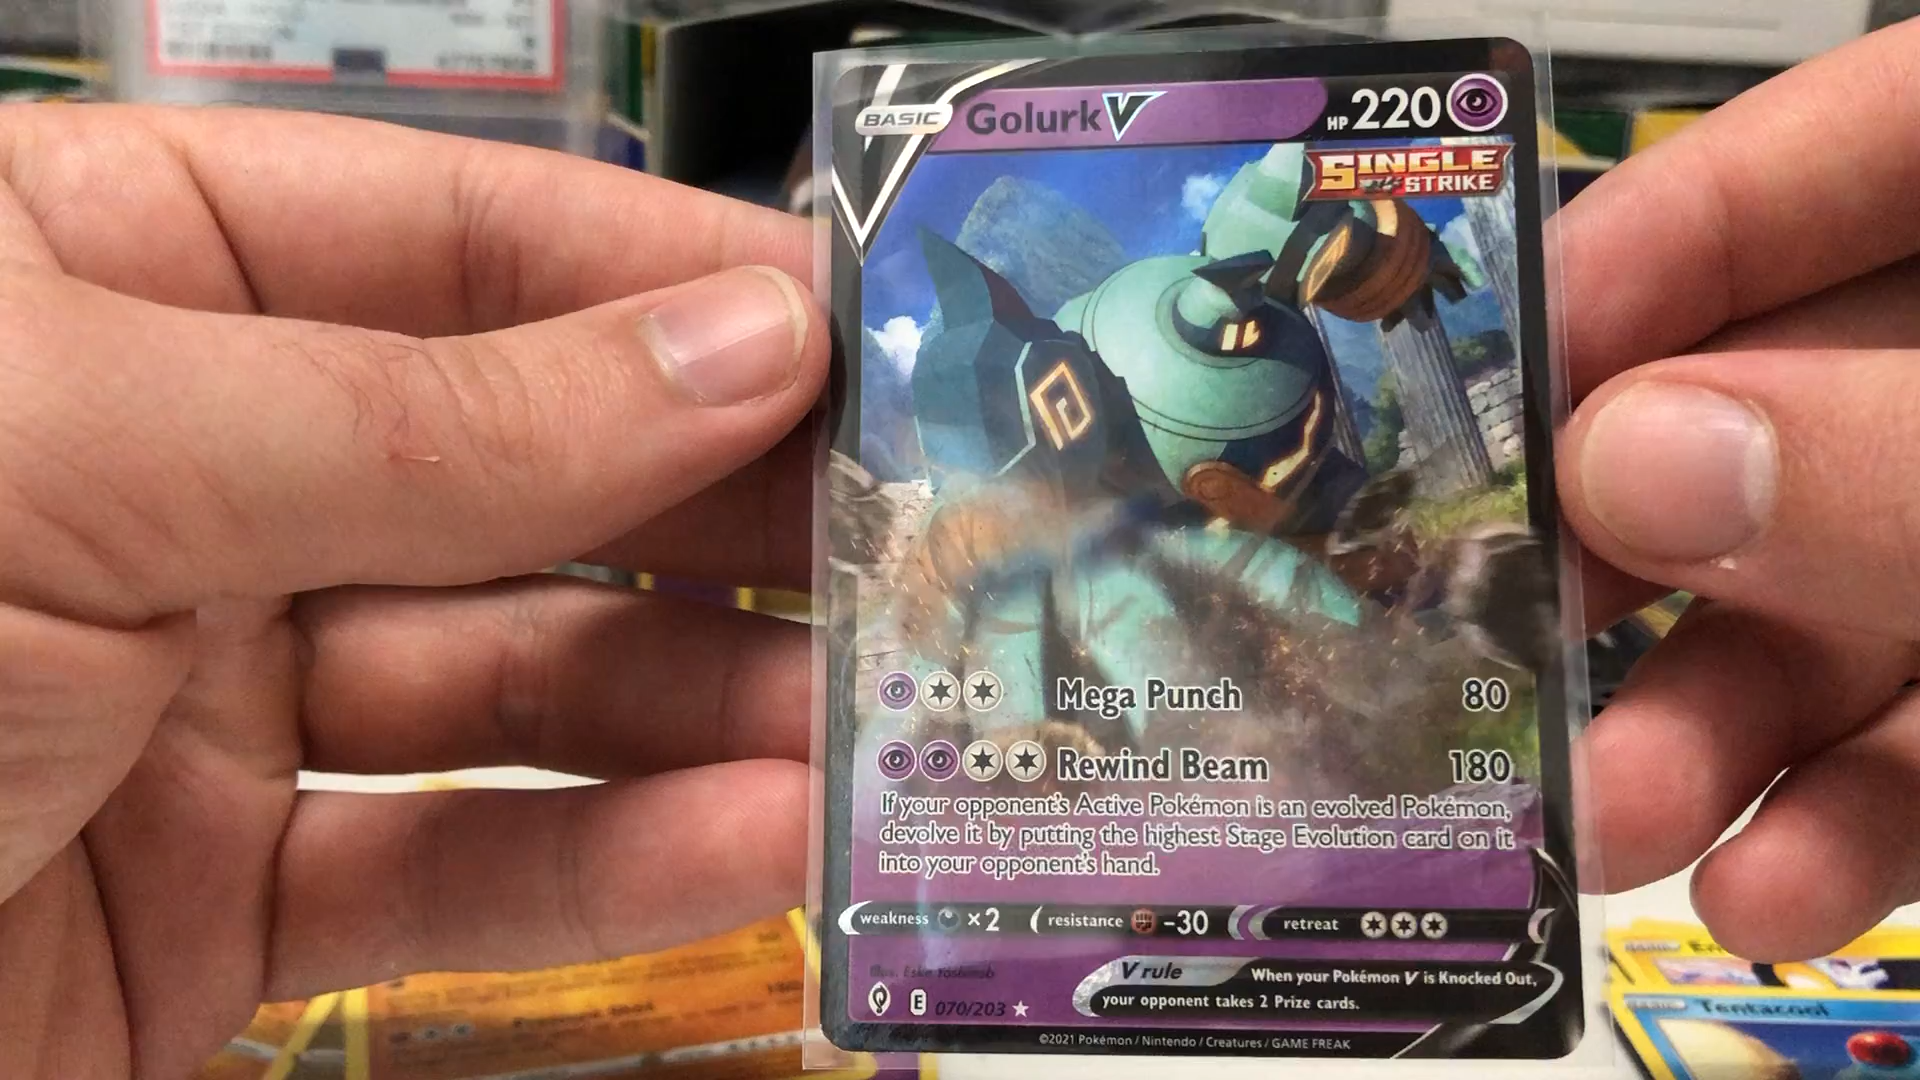 BASIC Golurk V HP 220
SINGLE
STRIKE
Mega Punch 80
Rewind Beam 180
If your opponent's Active Pokémon is an evolved Pokémon,
devolve it by putting the highest Stage Evolution card on it
into your opponent's hand.
weakness ×2 resistance -30 retreat
Illus.
V rule When your Pokémon V is Knocked Out,
your opponent takes 2 Prize cards.
E 070/203
©2021 Pokémon / Nintendo / Creatures / GAME FREAK
Tentacool